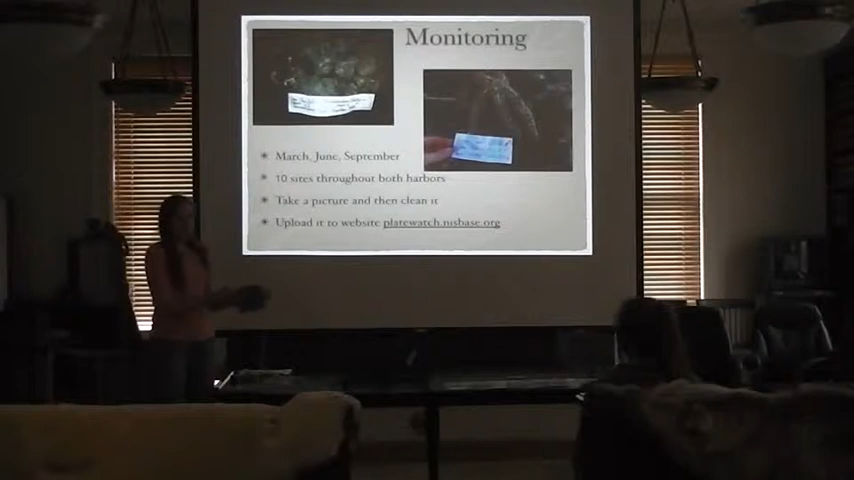 Monitoring
March, June, September
10 sites throughout both harbors
Take a picture and then clean it
Upload it to website platewatch.nisbase.org